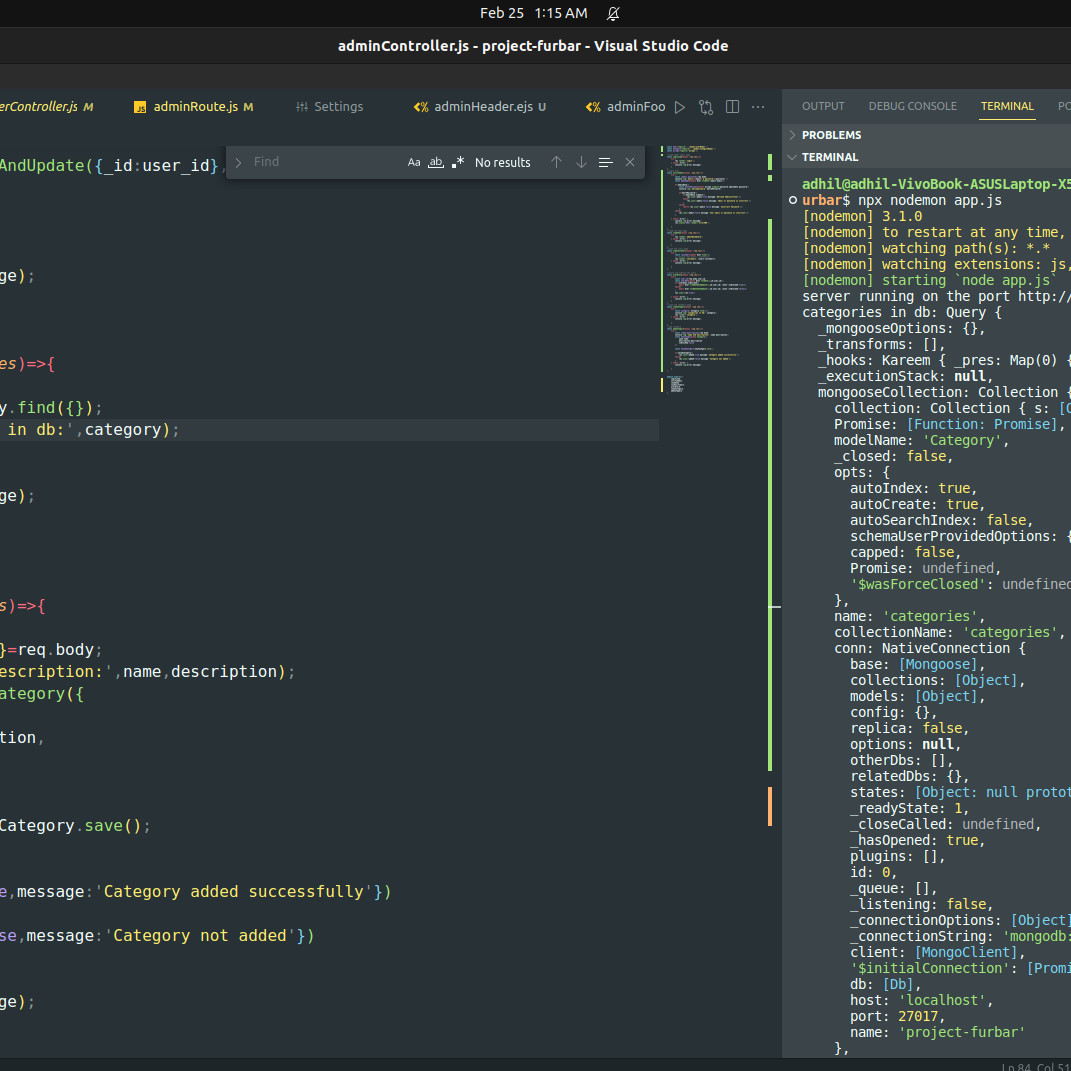 Feb 25 1:15 AM
adminController.js - project-furbar - Visual Studio Code
erController.js M
JS adminRoute.js M
Settings
<% adminHeader.ejs U
<% adminFoo
OUTPUT DEBUG CONSOLE TERMINAL PO
AndUpdate({_id:user_id},
Find Aa ab No results
ge);
es)=>{
y.find({});
in db:',category);
ge);
s)=>{
}=req.body;
escription:',name,description);
ategory({
tion,
Category.save();
e,message:'Category added successfully'})
se,message:'Category not added'})
ge);
PROBLEMS
TERMINAL
adhil@adhil-VivoBook-ASUSLaptop-X5
urbar$ npx nodemon app.js
[nodemon] 3.1.0
[nodemon] to restart at any time,
[nodemon] watching path(s): *.*
[nodemon] watching extensions: js,
[nodemon] starting `node app.js`
server running on the port http://
categories in db: Query {
_mongooseOptions: {},
_transforms: [],
_hooks: Kareem { _pres: Map(0) {
_executionStack: null,
mongooseCollection: Collection {
collection: Collection { s: [O
Promise: [Function: Promise],
modelName: 'Category',
_closed: false,
opts: {
autoIndex: true,
autoCreate: true,
autoSearchIndex: false,
schemaUserProvidedOptions: {
capped: false,
Promise: undefined,
'$wasForceClosed': undefined
},
name: 'categories',
collectionName: 'categories',
conn: NativeConnection {
base: [Mongoose],
collections: [Object],
models: [Object],
config: {},
replica: false,
options: null,
otherDbs: [],
relatedDbs: {},
states: [Object: null protot
_readyState: 1,
_closeCalled: undefined,
_hasOpened: true,
plugins: [],
id: 0,
_queue: [],
_listening: false,
_connectionOptions: [Object]
_connectionString: 'mongodb:
client: [MongoClient],
'$initialConnection': [Promi
db: [Db],
host: 'localhost',
port: 27017,
name: 'project-furbar'
},
Ln 84, Col 51